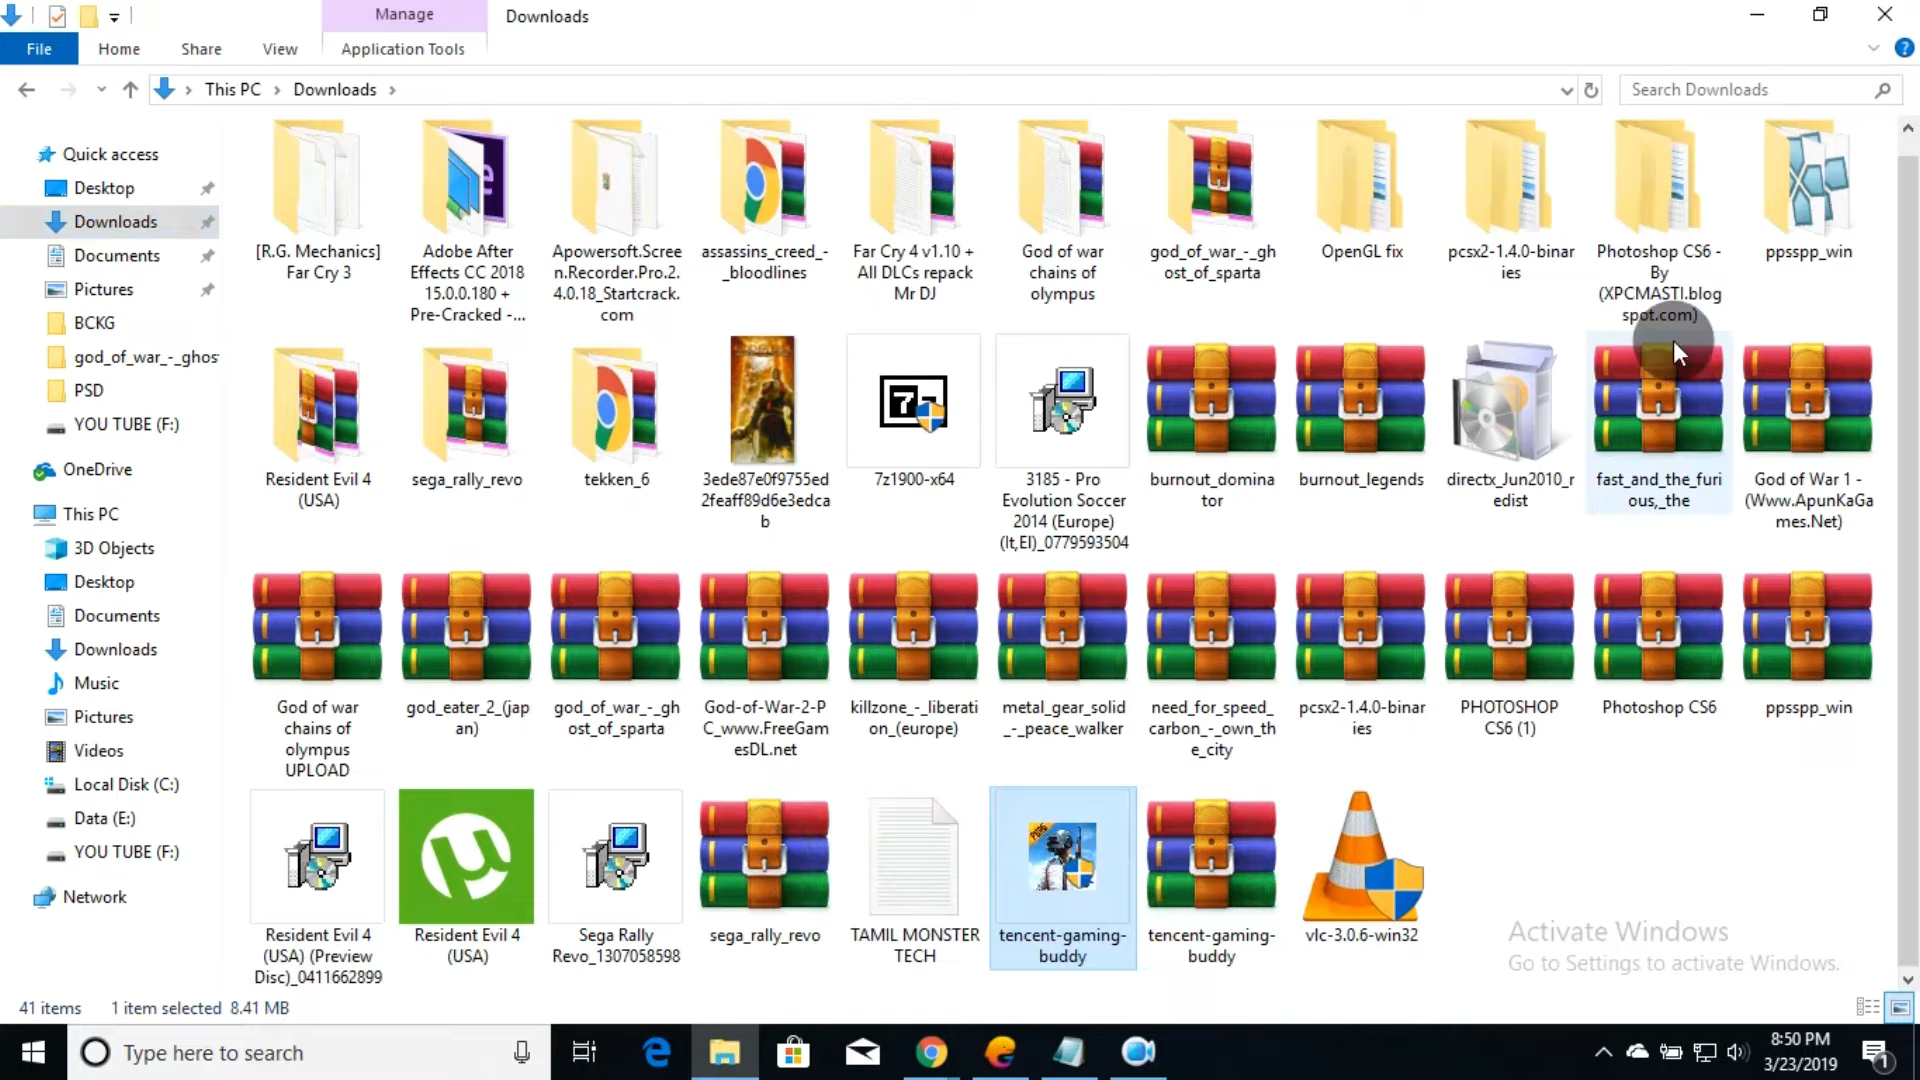 Manage
Downloads
File
Home
Share
View
Application Tools
This PC
Downloads
Search Downloads
Quick access
Desktop
Downloads
Documents
Pictures
BCKG
god_of_war_-_ghos
PSD
YOU TUBE (F:)
OneDrive
This PC
3D Objects
Desktop
Documents
Downloads
Music
Pictures
Videos
Local Disk (C:)
Data (E:)
YOU TUBE (F:)
Network
[R.G. Mechanics]
Far Cry 3
Adobe After
Effects CC 2018
15.0.0.180 +
Pre-Cracked -...
Apowersoft.Scree
n.Recorder.Pro.2.
4.0.18_Startcrack.
com
assassins_creed_-
_bloodlines
Far Cry 4 v1.10 +
All DLCs repack
Mr DJ
God of war
chains of
olympus
god_of_war_-_gh
ost_of_sparta
OpenGL fix
pcsx2-1.4.0-binar
ies
Photoshop CS6 -
By
(XPCMASTI.blog
spot.com)
ppsspp_win
Resident Evil 4
(USA)
sega_rally_revo
tekken_6
3ede87e0f9755ed
2feaff89d6e3edca
b
7z1900-x64
3185 - Pro
Evolution Soccer
2014 (Europe)
(It,El)_0779593504
burnout_domina
tor
burnout_legends
directx_Jun2010_r
edist
fast_and_the_furi
ous,_the
God of War 1 -
(Www.ApunKaGa
mes.Net)
God of war
chains of
olympus
UPLOAD
god_eater_2_(jap
an)
god_of_war_-_gh
ost_of_sparta
God-of-War-2-P
C_www.FreeGam
esDL.net
killzone_-_liberati
on_(europe)
metal_gear_solid
_-_peace_walker
need_for_speed_
carbon_-_own_th
e_city
pcsx2-1.4.0-binar
ies
PHOTOSHOP
CS6 (1)
Photoshop CS6
ppsspp_win
Resident Evil 4
(USA) (Preview
Disc)_0411662899
Resident Evil 4
(USA)
Sega Rally
Revo_1307058598
sega_rally_revo
TAMIL MONSTER
TECH
tencent-gaming-
buddy
tencent-gaming-
buddy
vlc-3.0.6-win32
Activate Windows
Go to Settings to activate Windows.
41 items
1 item selected 8.41 MB
Type here to search
8:50 PM
3/23/2019
1